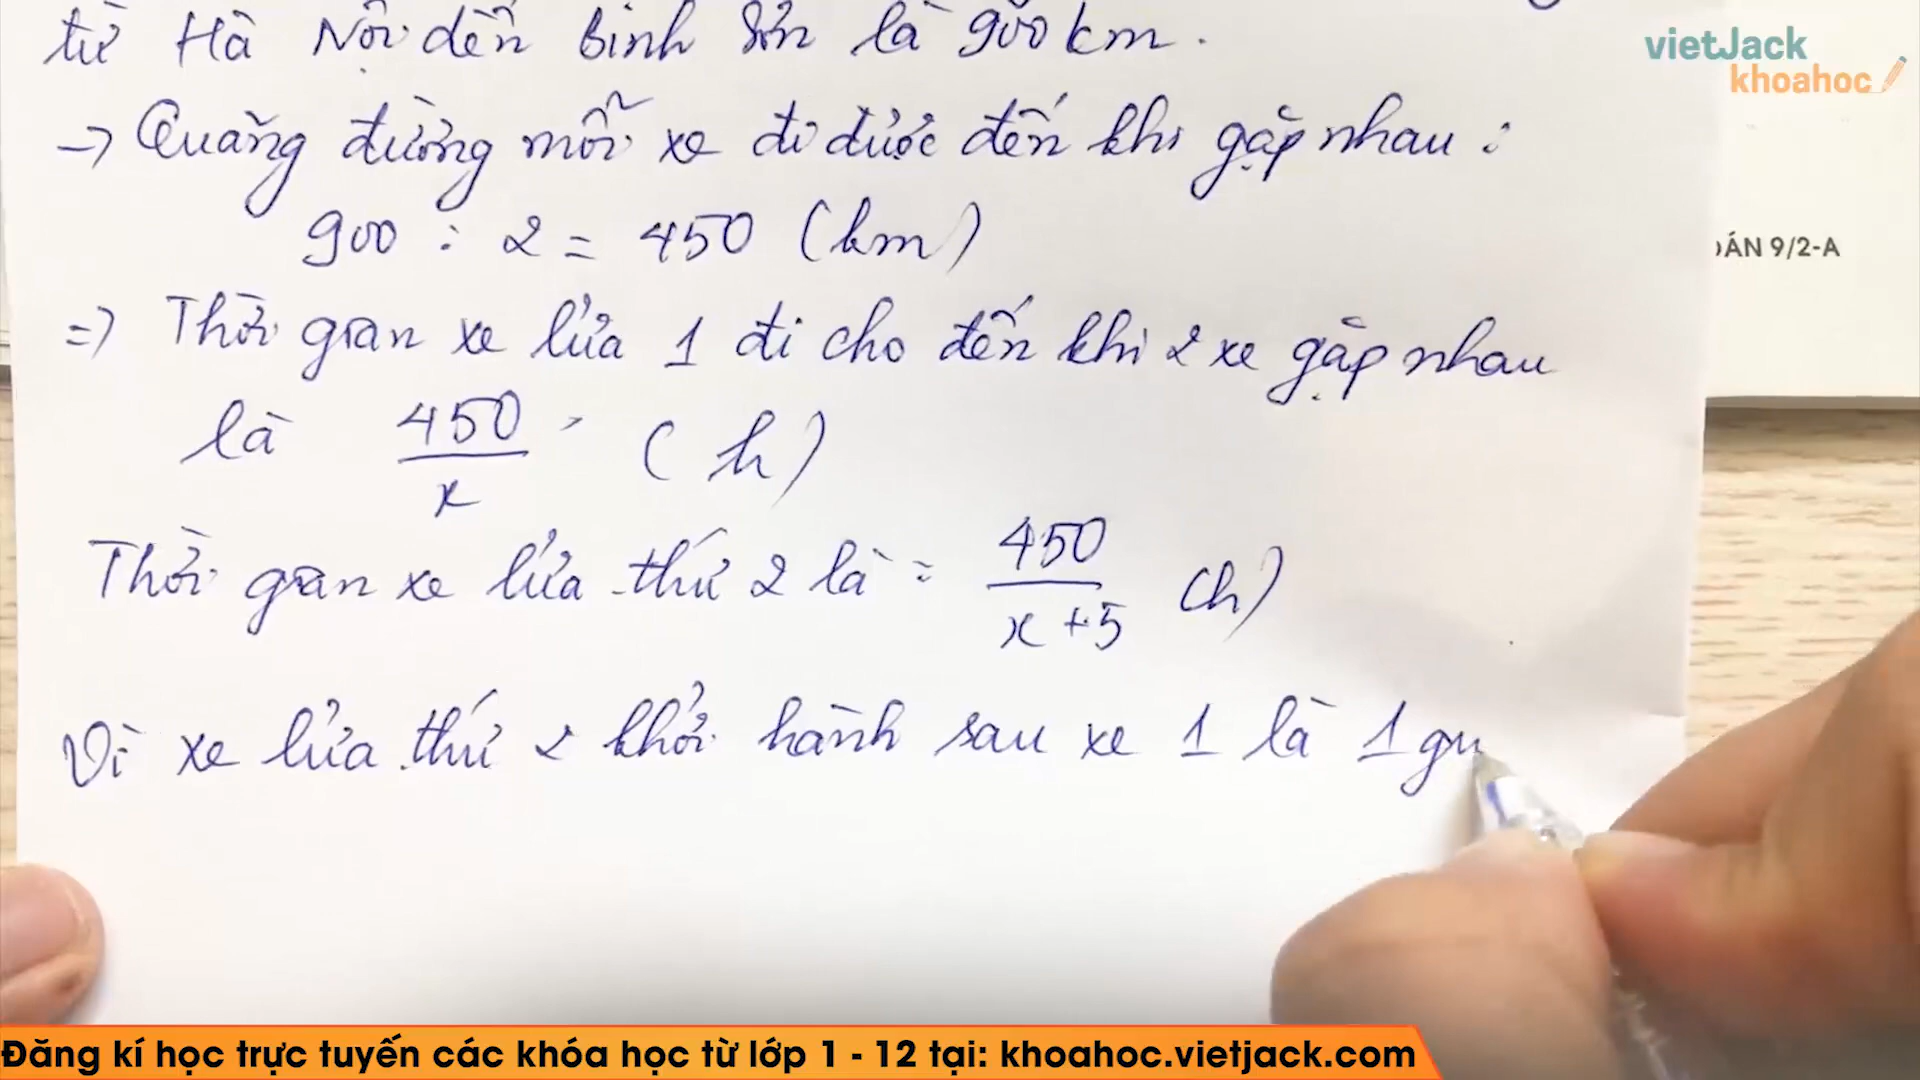 từ Hà Nội đến Bình Sơn là 900 km.
vietJack
khoahoc
→ Quãng đường mỗi xe đi được đến khi gặp nhau :
900 : 2 = 450 (km)
ÁN 9/2-A
=> Thời gian xe lửa 1 đi cho đến khi 2 xe gặp nhau
là 450/x (h)
Thời gian xe lửa thứ 2 là : 450/x+5 (h)
Vì xe lửa thứ 2 khởi hành sau xe 1 là 1 gi
Đăng kí học trực tuyến các khóa học từ lớp 1 - 12 tại: khoahoc.vietjack.com